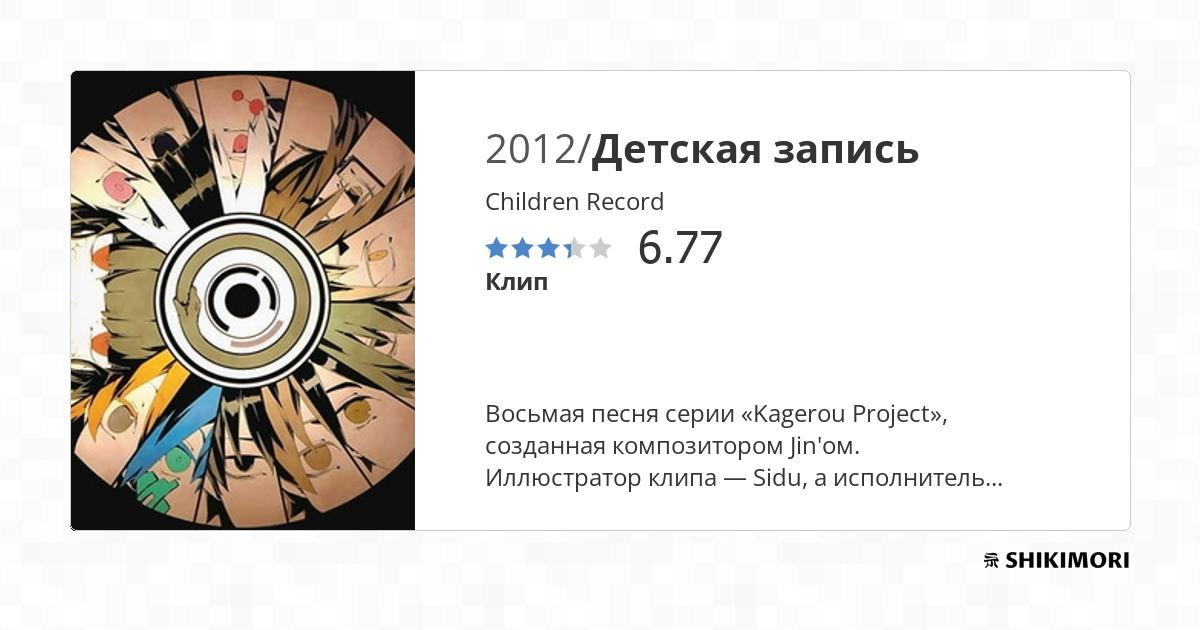 2012/Детская запись
Children Record
6.77
Клип
Восьмая песня серии «Kagerou Project»,
созданная композитором Jin'ом.
Иллюстратор клипа — Sidu, а исполнитель...
SHIKIMORI